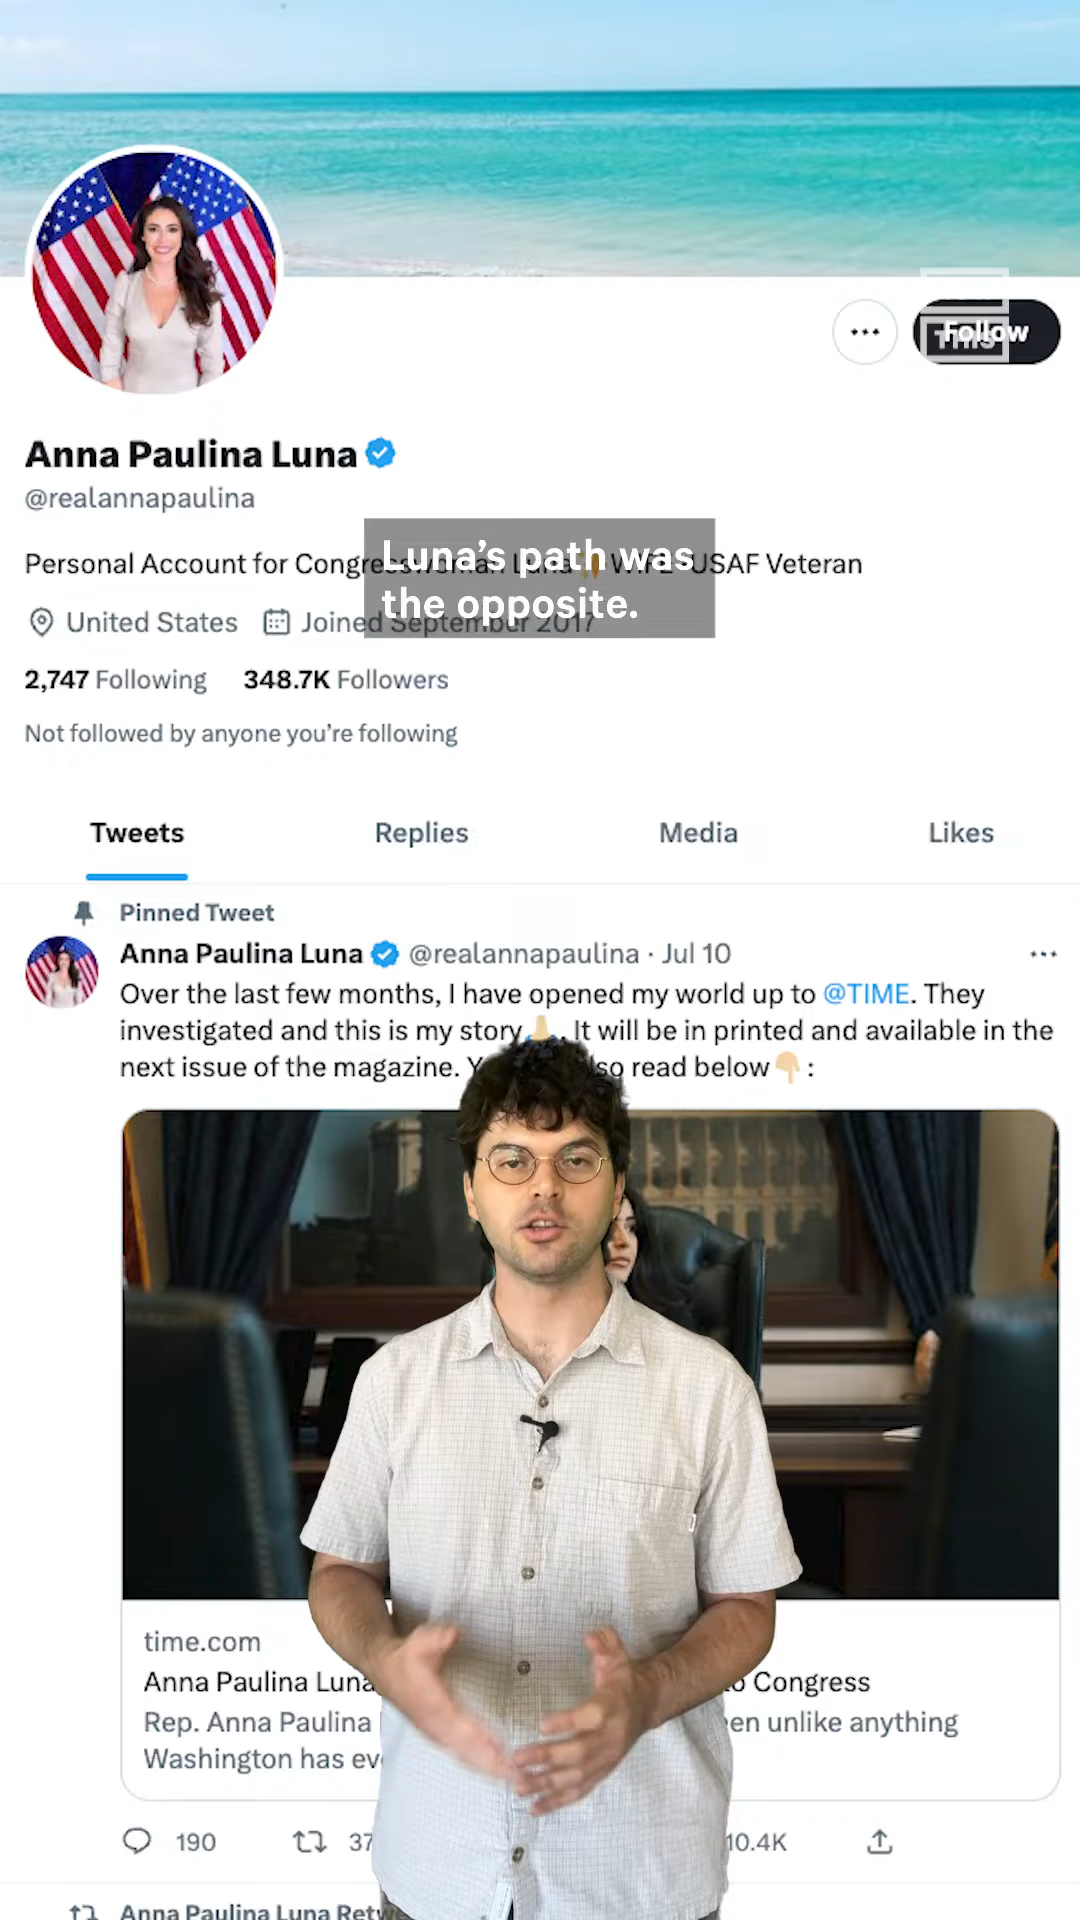 Follow
This
Anna Paulina Luna
@realannapaulina
Personal Account for Congresswoman Luna WIFE USAF Veteran
Luna's path was
the opposite.
United States Joined September 2017
2,747 Following 348.7K Followers
Not followed by anyone you're following
Tweets Replies Media Likes
Pinned Tweet
Anna Paulina Luna @realannapaulina · Jul 10
Over the last few months, I have opened my world up to @TIME. They
investigated and this is my story. It will be in printed and available in the
next issue of the magazine. so read below :
time.com
Anna Paulina Luna Congress
Rep. Anna Paulina unlike anything
Washington has
190 10.4K
Anna Paulina Luna